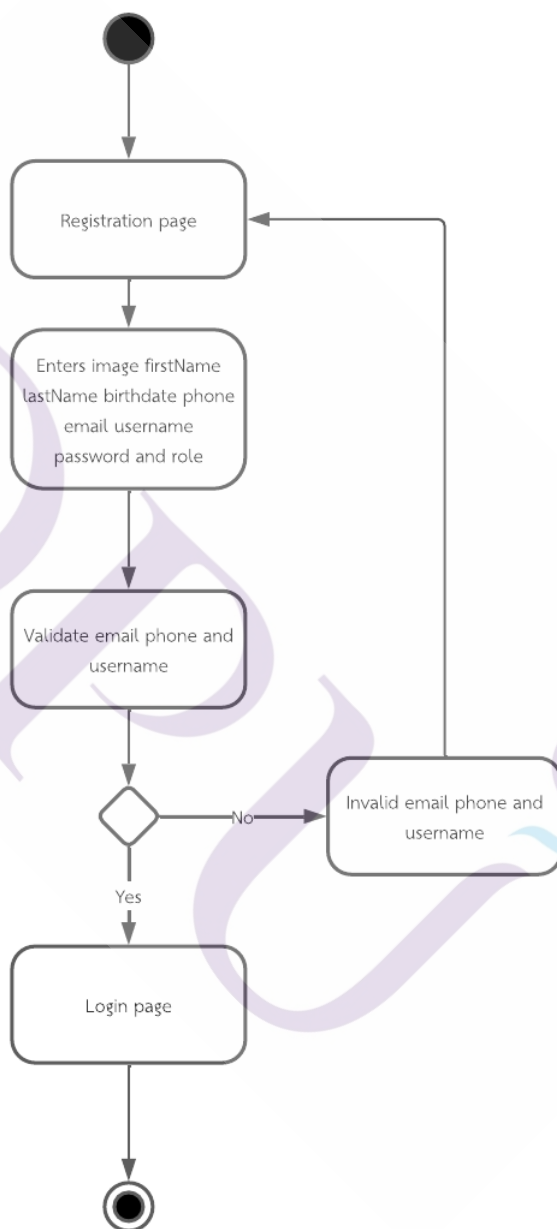 Registration page
Enters image firstName
lastName birthdate phone
email username
password and role
Validate email phone and
username
No
Invalid email phone and
username
Yes
Login page